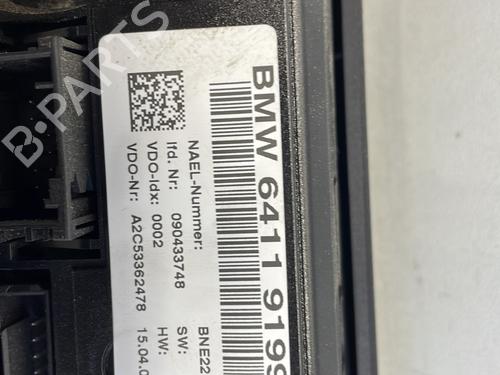 BMW 6411 9199
NAEL-Nummer: BNE22
lfd. Nr: 090433748 SW:
VDO-Idx: 0002 HW:
VDO-Nr: A2C53362478 15.04.0
B-PARTS